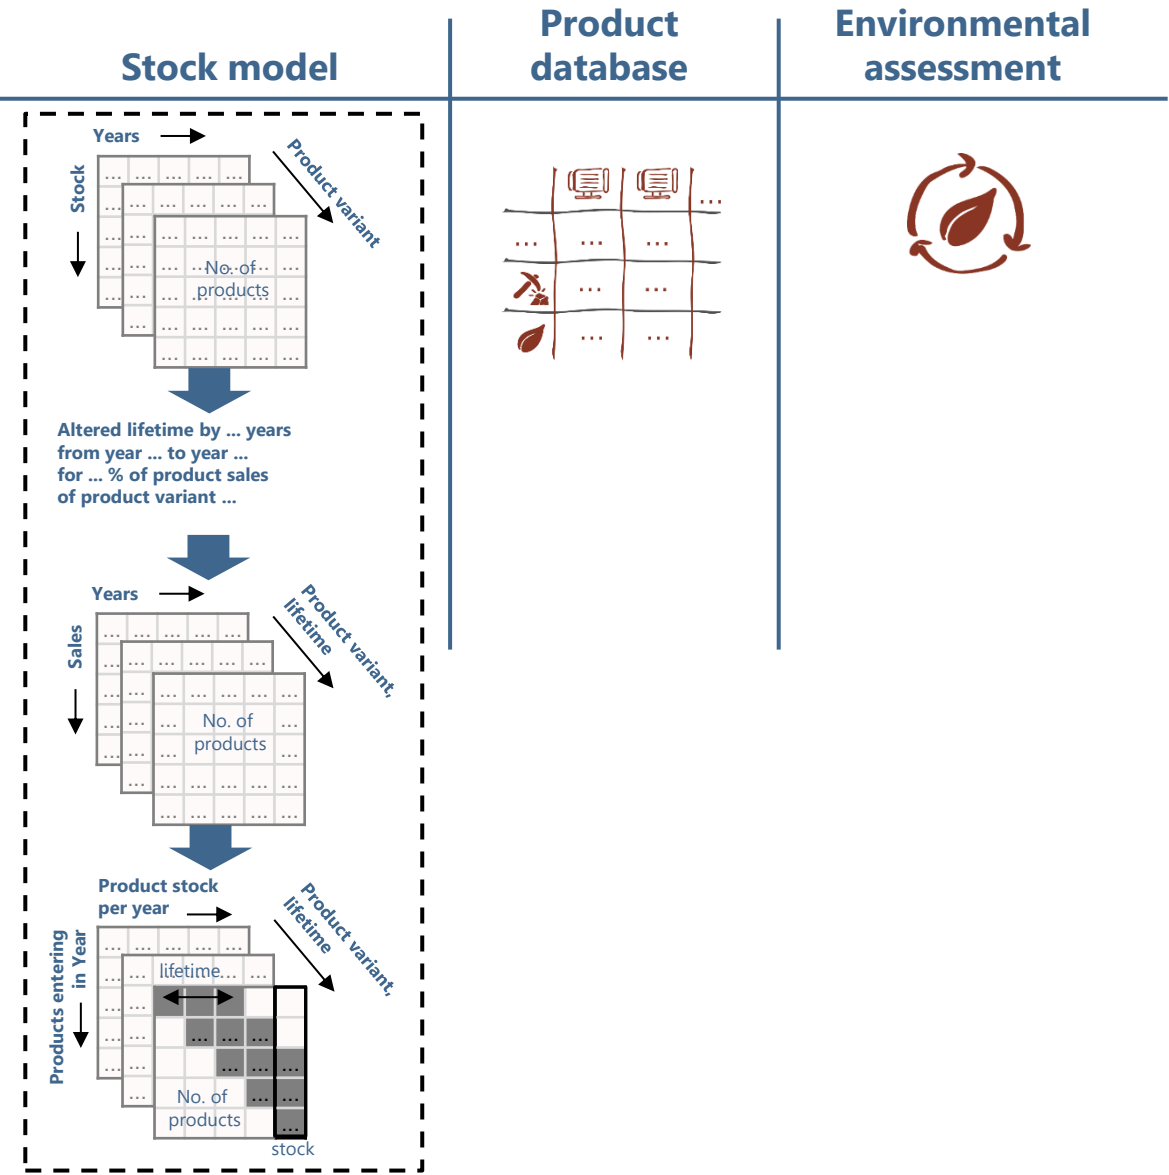 Stock model
Product
database
Environmental
assessment
Years
Stock
Product variant
... ... ... ... ...
... ... ... ... ...
... ... ... ... ...
No. of
products
... ... ... ... ...
... ... ... ... ...
Altered lifetime by ... years
from year ... to year ...
for ... % of product sales
of product variant ...
Years
Sales
Product variant,
lifetime
... ... ... ... ...
... ... ... ... ...
... ... ... ... ...
No. of
products
... ... ... ... ...
... ... ... ... ...
Product stock
per year
Products entering
in Year
Product variant,
lifetime
... ... ... ... ...
... lifetime... ...
... ... ...
... ... ...
... ...
No. of
products
...
stock
...
... ... ...
... ...
... ...